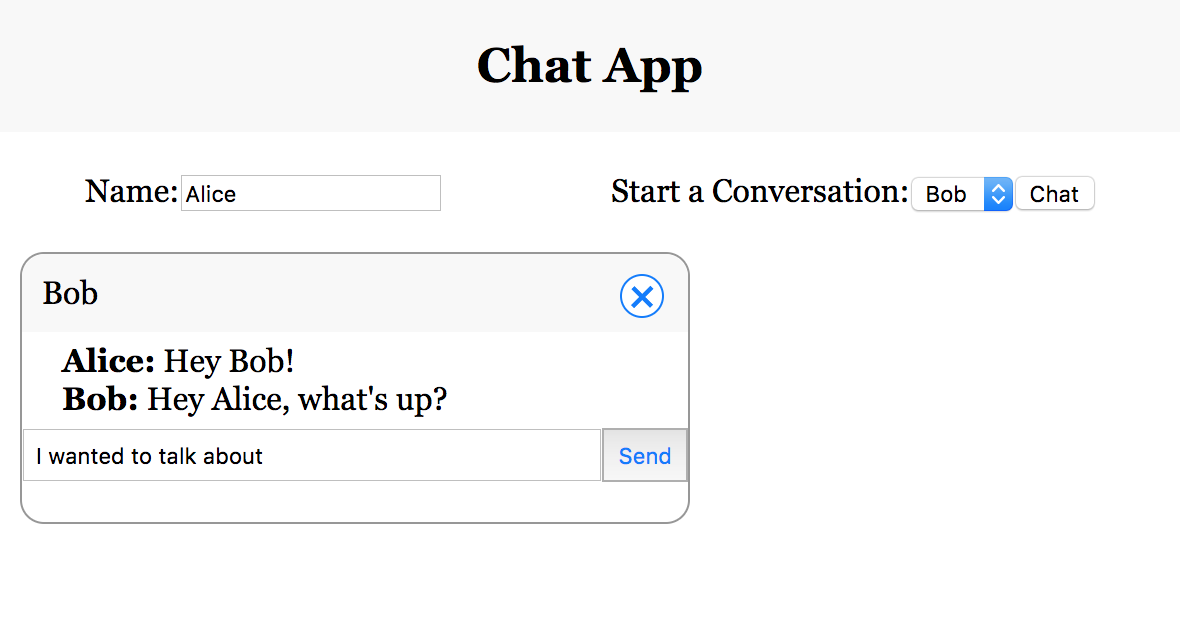 Chat App
Name: Alice Start a Conversation: Bob Chat
Bob
Alice: Hey Bob!
Bob: Hey Alice, what's up?
I wanted to talk about Send